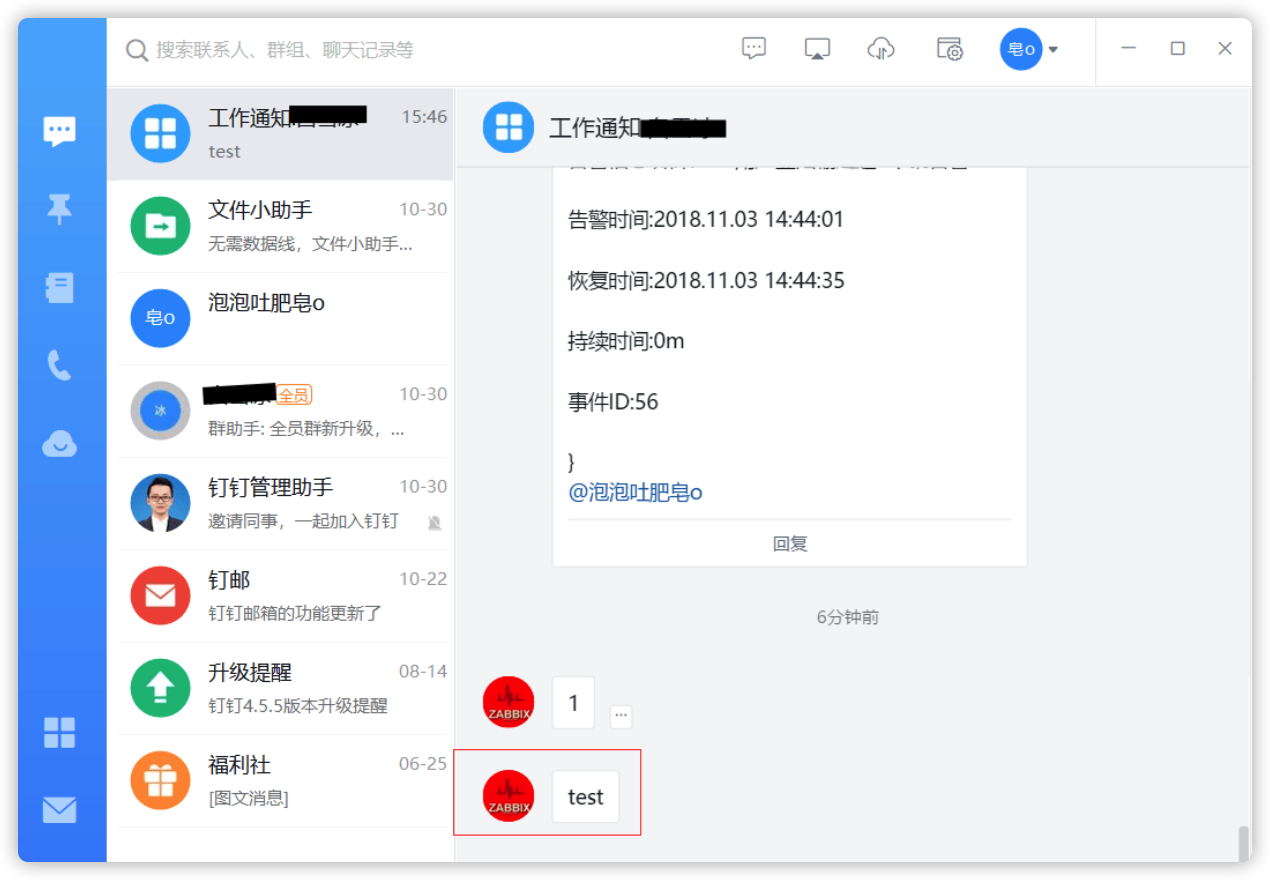 搜索联系人、群组、聊天记录等
皂o
工作通知
15:46
test
文件小助手
10-30
无需数据线，文件小助手...
皂o
泡泡吐肥皂o
冰
全员
10-30
群助手: 全员群新升级，...
钉钉管理助手
10-30
邀请同事，一起加入钉钉
钉邮
10-22
钉钉邮箱的功能更新了
升级提醒
08-14
钉钉4.5.5版本升级提醒
福利社
06-25
[图文消息]
工作通知
告警时间:2018.11.03 14:44:01
恢复时间:2018.11.03 14:44:35
持续时间:0m
事件ID:56
}
@泡泡吐肥皂o
回复
6分钟前
ZABBIX
1
ZABBIX
test